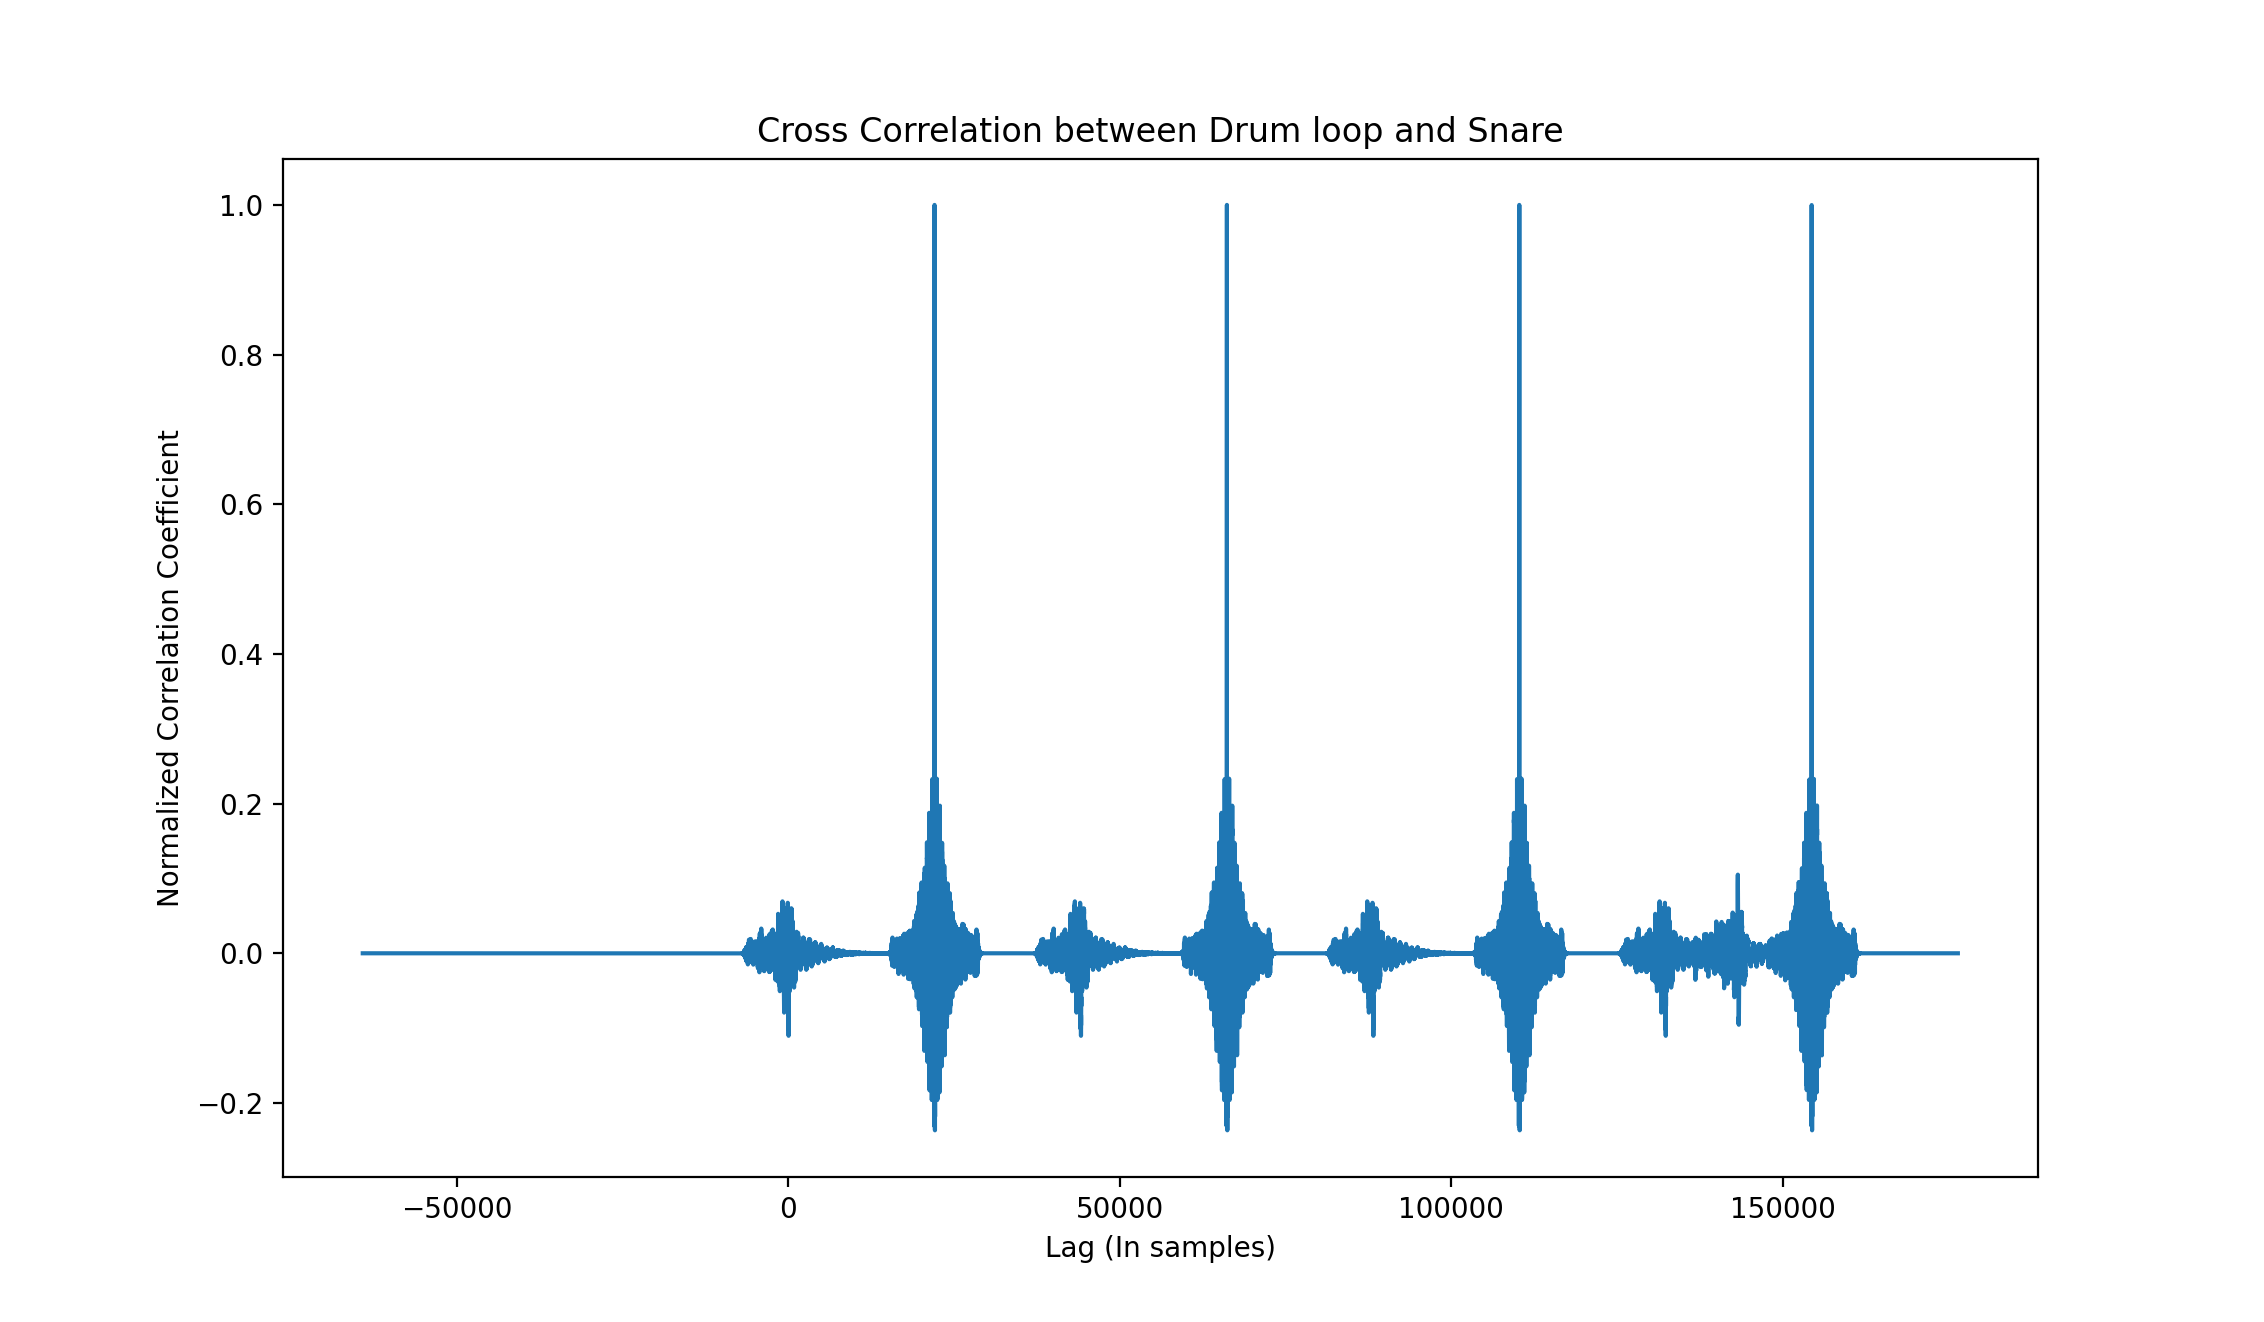 Cross Correlation between Drum loop and Snare
1.0
0.8
0.6
0.4
0.2
0.0
−0.2
Normalized Correlation Coefficient
−50000 0 50000 100000 150000
Lag (In samples)